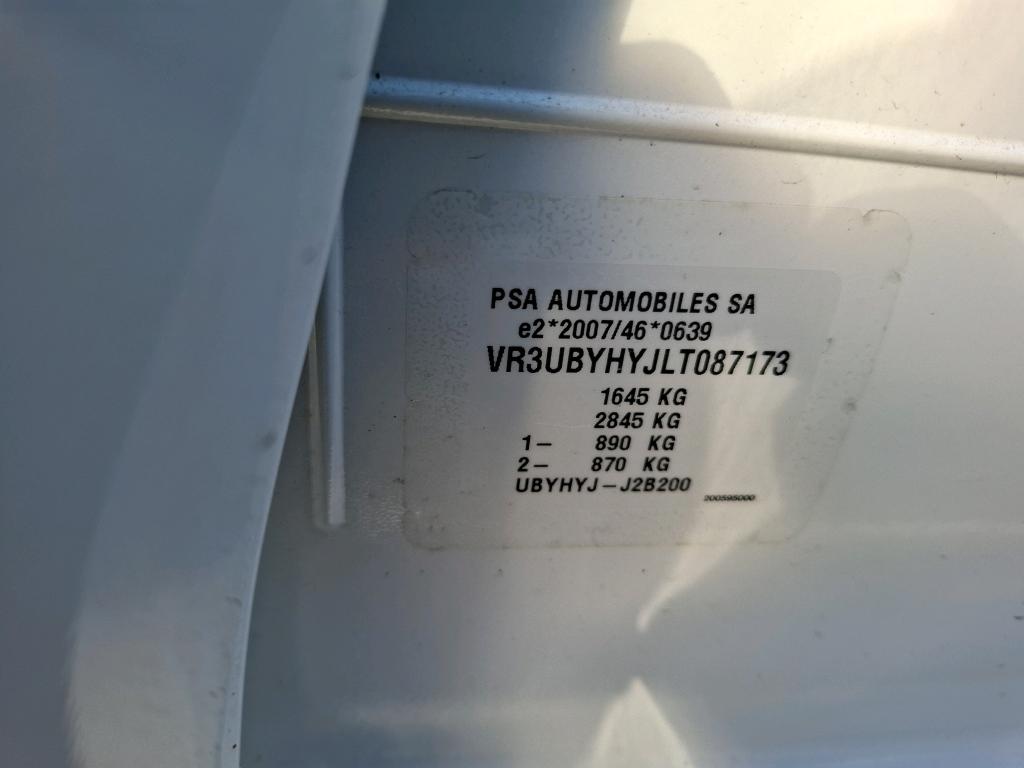 PSA AUTOMOBILES SA
e2*2007/46*0639
VR3UBYHYJLT087173
1645 KG
2845 KG
1- 890 KG
2- 870 KG
UBYHYJ-J2B200
200595000